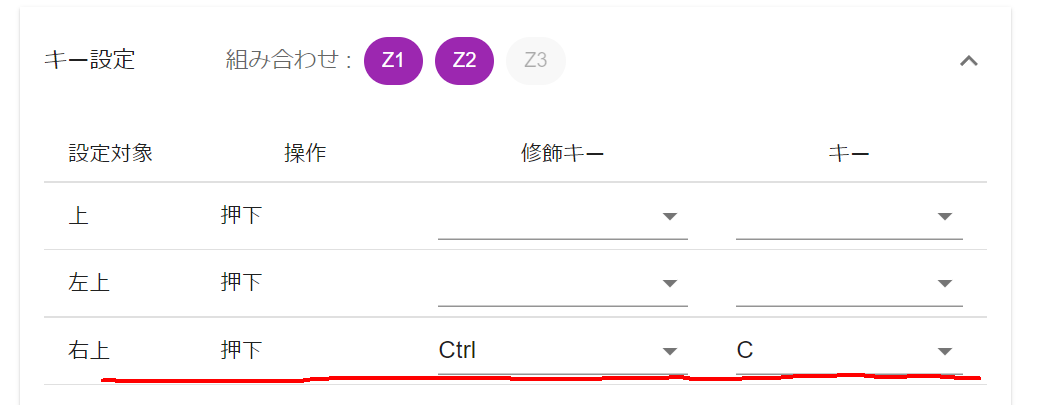 キー設定 組み合わせ : Z1 Z2 Z3
設定対象 操作 修飾キー キー
上 押下
左上 押下
右上 押下 Ctrl C